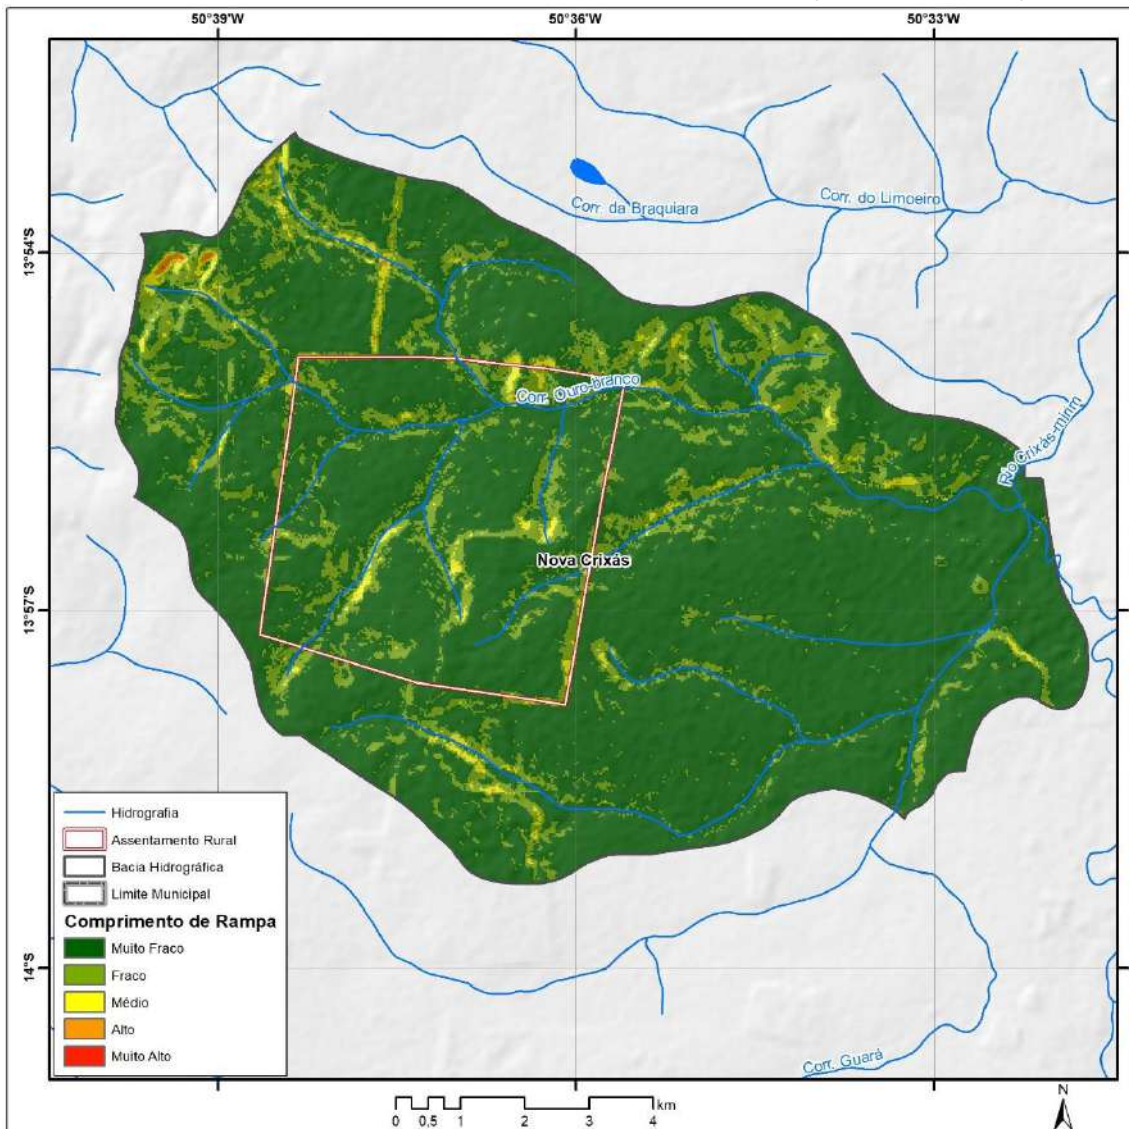 50°39'W
50°36'W
50°33'W
13°54'S
13°57'S
14°S
Corr. da Braquiara
Corr. do Limoeiro
Corr. Ouro-branco
Rio Crixás-mirim
Nova Crixás
Corr. Guará
Hidrografia
Assentamento Rural
Bacia Hidrográfica
Limite Municipal
Comprimento de Rampa
Muito Fraco
Fraco
Médio
Alto
Muito Alto
km
0 0,5 1 2 3 4
N